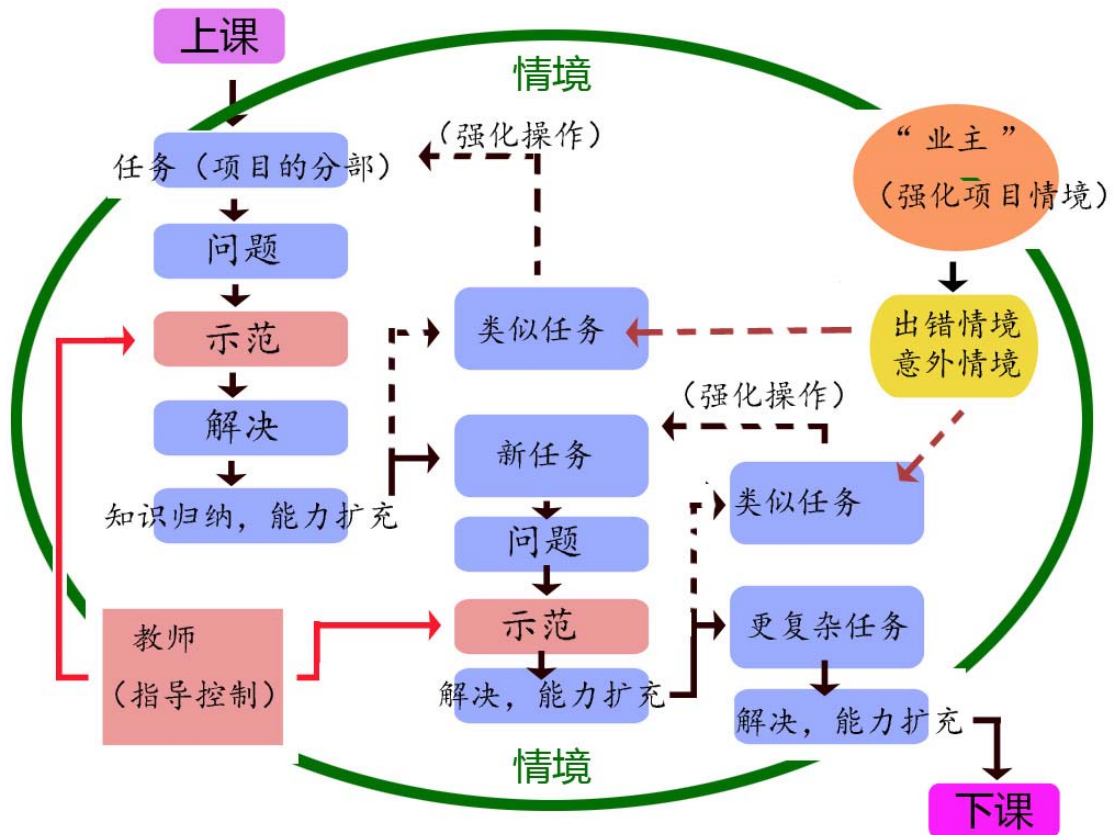 上课
情境
任务（项目的分部）
问题
示范
解决
知识归纳，能力扩充
（强化操作）
类似任务
新任务
问题
示范
解决，能力扩充
“业主”
（强化项目情境）
出错情境
意外情境
（强化操作）
类似任务
更复杂任务
解决，能力扩充
教师
（指导控制）
情境
下课